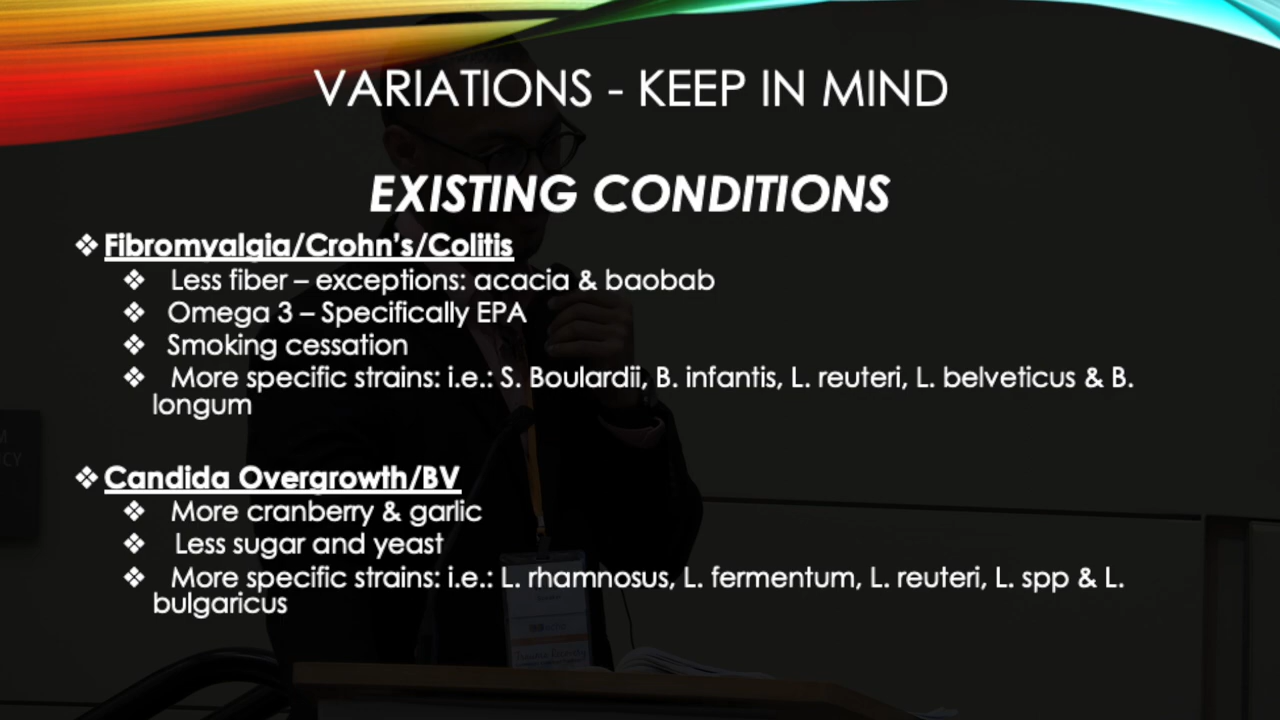 VARIATIONS - KEEP IN MIND
EXISTING CONDITIONS
❖ Fibromyalgia/Crohn's/Colitis
❖ Less fiber – exceptions: acacia & baobab
❖ Omega 3 – Specifically EPA
❖ Smoking cessation
❖ More specific strains: i.e.: S. Boulardii, B. infantis, L. reuteri, L. belveticus & B.
longum
❖ Candida Overgrowth/BV
❖ More cranberry & garlic
❖ Less sugar and yeast
❖ More specific strains: i.e.: L. rhamnosus, L. fermentum, L. reuteri, L. spp & L.
bulgaricus